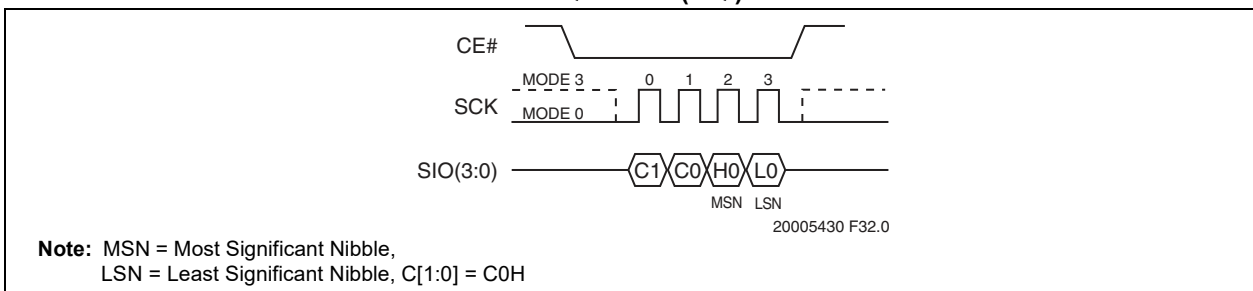 CE#
MODE 3 0 1 2 3
SCK
MODE 0
SIO(3:0) C1 C0 H0 L0
MSN LSN
20005430 F32.0
Note: MSN = Most Significant Nibble,
LSN = Least Significant Nibble, C[1:0] = C0H